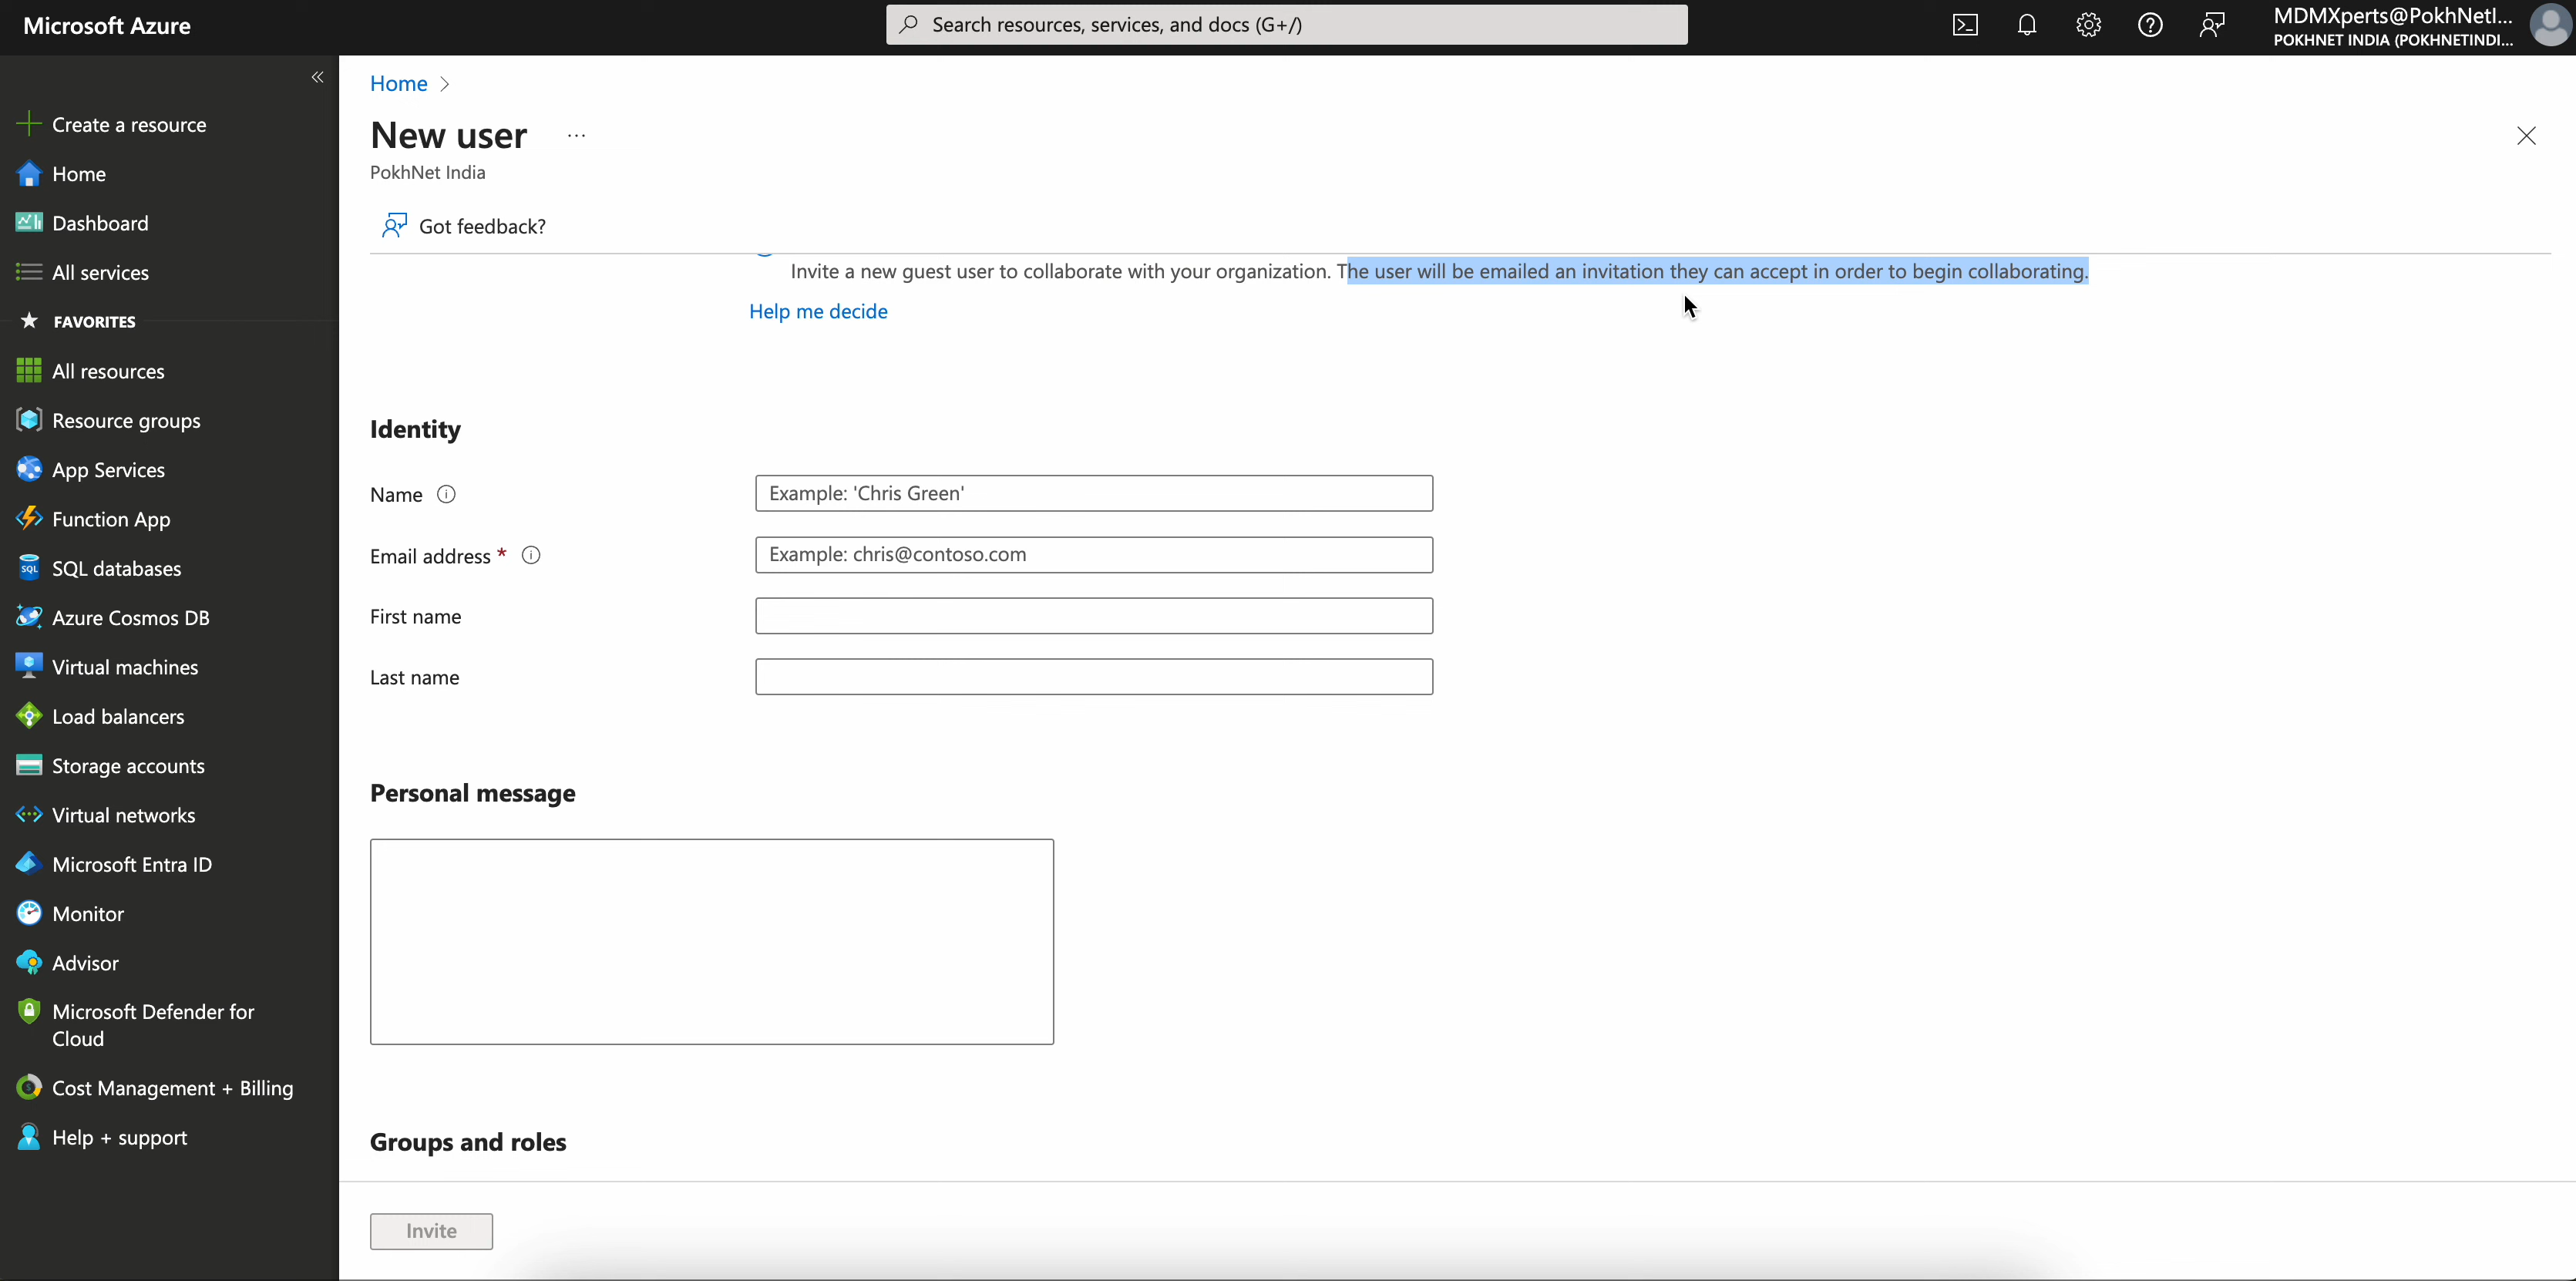 Microsoft Azure
Search resources, services, and docs (G+/)
MDMXperts@PokhNetI...
POKHNET INDIA (POKHNETINDI...
Create a resource
Home
Dashboard
All services
FAVORITES
All resources
Resource groups
App Services
Function App
SQL databases
Azure Cosmos DB
Virtual machines
Load balancers
Storage accounts
Virtual networks
Microsoft Entra ID
Monitor
Advisor
Microsoft Defender for
Cloud
Cost Management + Billing
Help + support
Home
New user ...
PokhNet India
Got feedback?
Invite a new guest user to collaborate with your organization. The user will be emailed an invitation they can accept in order to begin collaborating.
Help me decide
Identity
Name
Example: 'Chris Green'
Email address *
Example: chris@contoso.com
First name
Last name
Personal message
Groups and roles
Invite